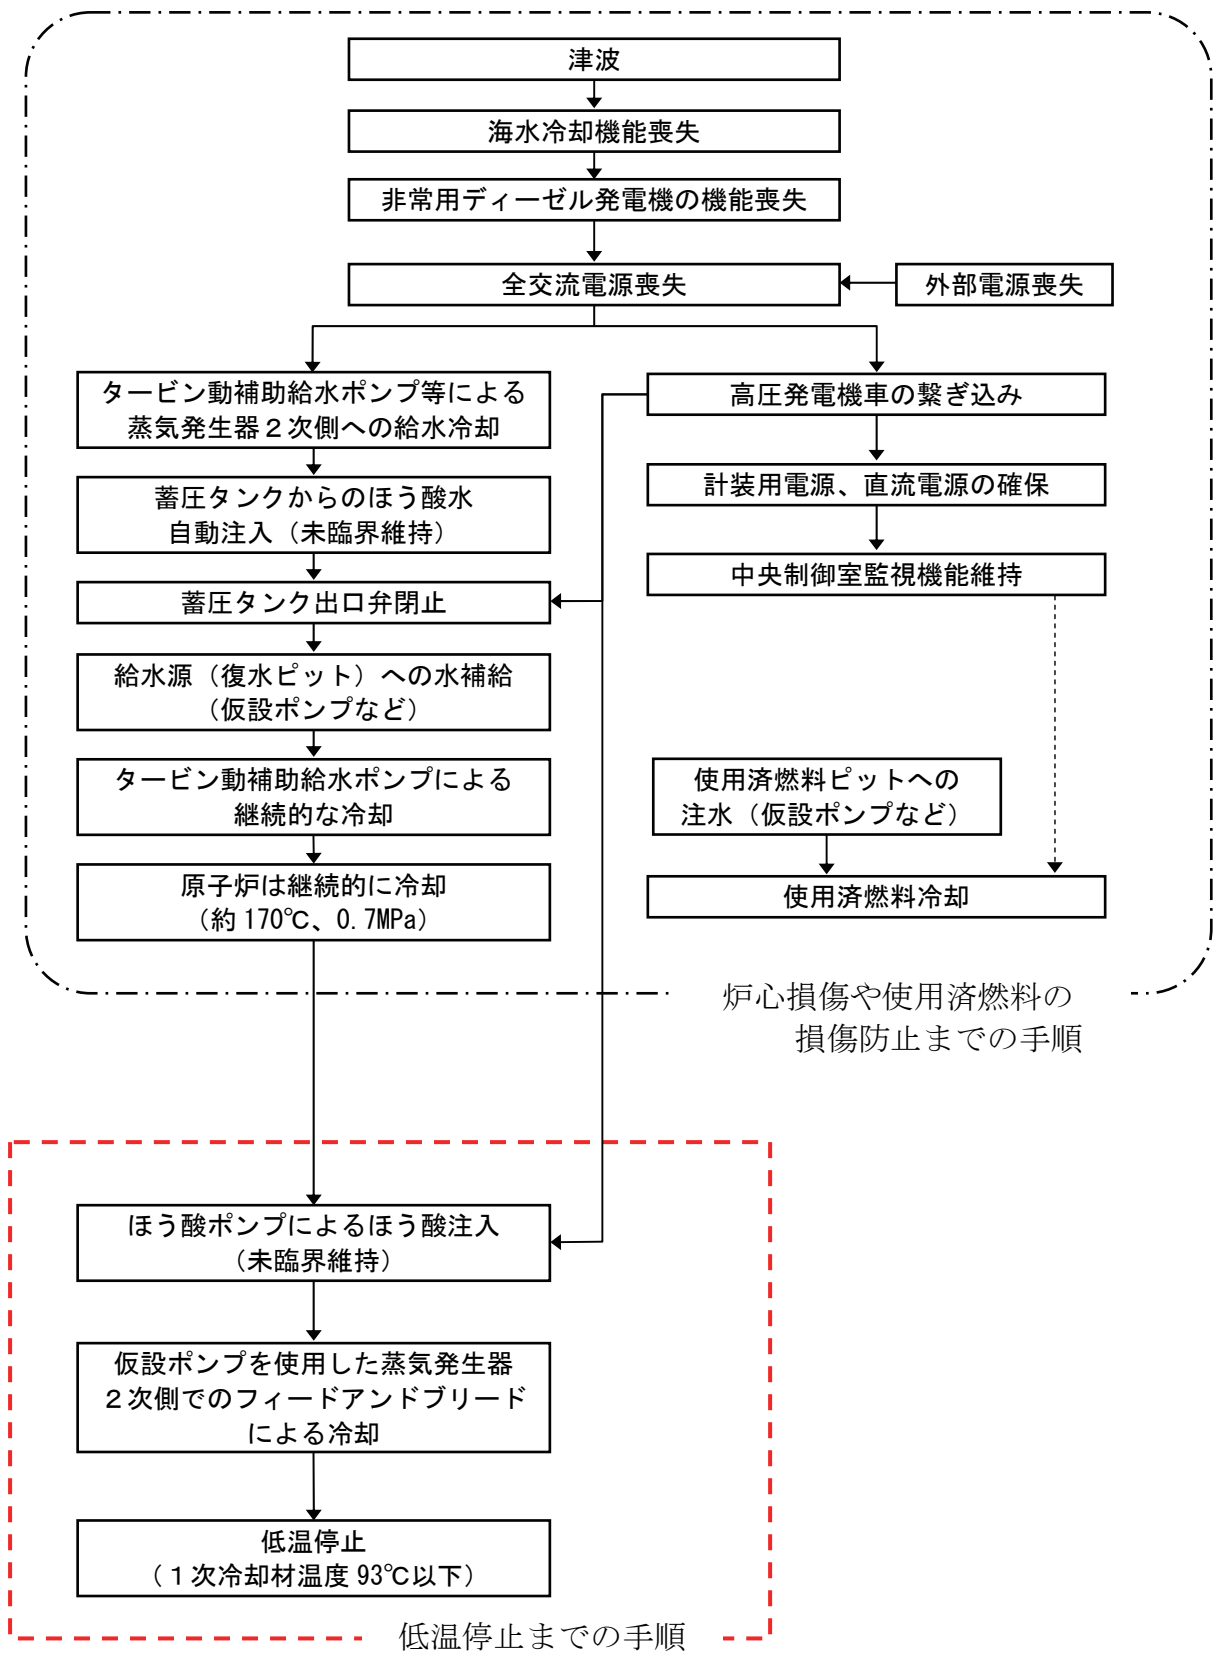 津波
海水冷却機能喪失
非常用ディーゼル発電機の機能喪失
全交流電源喪失
外部電源喪失
タービン動補助給水ポンプ等による
蒸気発生器２次側への給水冷却
蓄圧タンクからのほう酸水
自動注入（未臨界維持）
蓄圧タンク出口弁閉止
給水源（復水ピット）への水補給
（仮設ポンプなど）
タービン動補助給水ポンプによる
継続的な冷却
原子炉は継続的に冷却
（約170℃、0.7MPa）
高圧発電機車の繋ぎ込み
計装用電源、直流電源の確保
中央制御室監視機能維持
使用済燃料ピットへの
注水（仮設ポンプなど）
使用済燃料冷却
炉心損傷や使用済燃料の
損傷防止までの手順
ほう酸ポンプによるほう酸注入
（未臨界維持）
仮設ポンプを使用した蒸気発生器
２次側でのフィードアンドブリード
による冷却
低温停止
（１次冷却材温度93℃以下）
低温停止までの手順